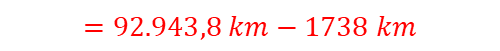 = 92.943,8 km − 1738 km